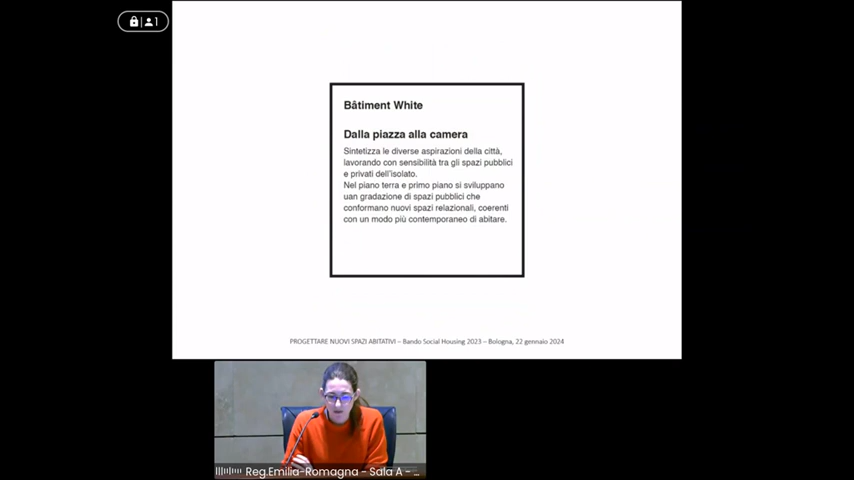 1
Bâtiment White
Dalla piazza alla camera
Sintetizza le diverse aspirazioni della città,
lavorando con sensibilità tra gli spazi pubblici
e privati dell'isolato.
Nel piano terra e primo piano si sviluppano
uan gradazione di spazi pubblici che
conformano nuovi spazi relazionali, coerenti
con un modo più contemporaneo di abitare.
PROGETTARE NUOVI SPAZI ABITATIVI – Bando Social Housing 2023 – Bologna, 22 gennaio 2024
Reg.Emilia-Romagna - Sala A - ...